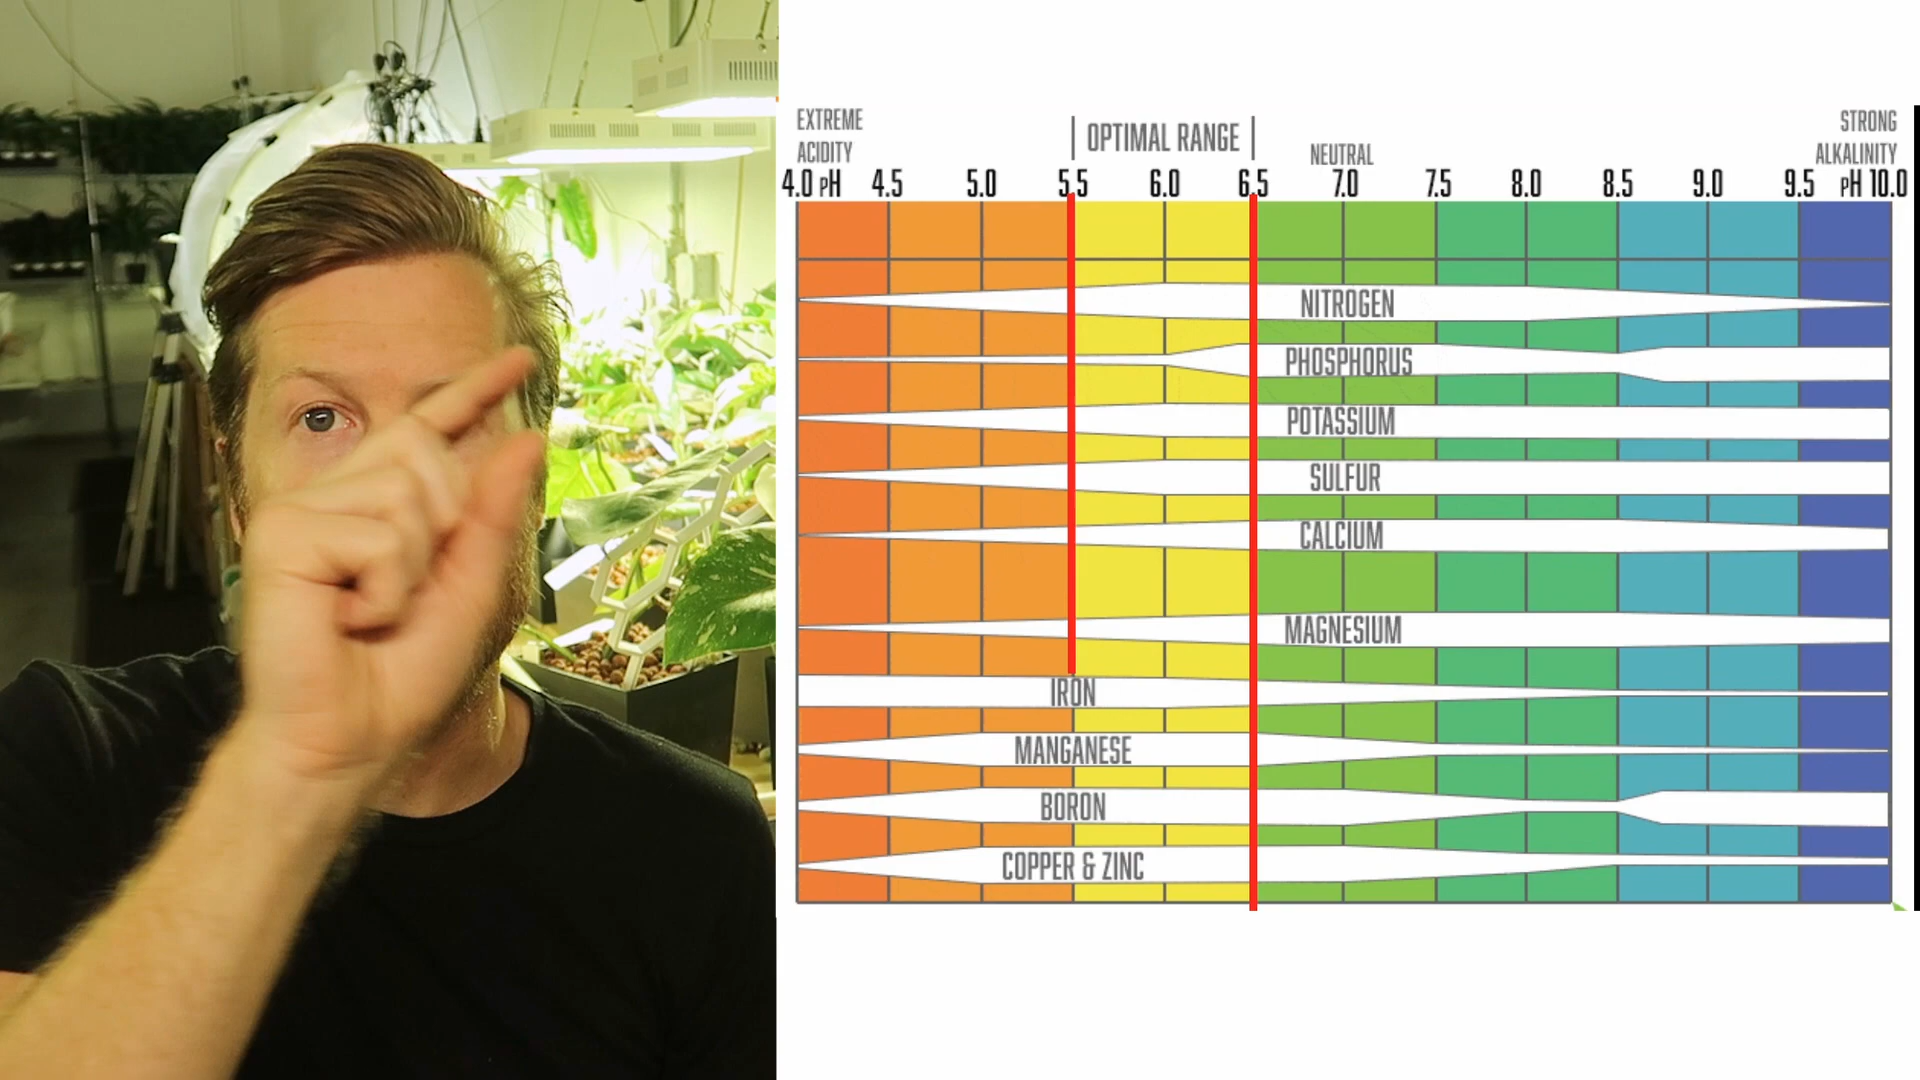 EXTREME
ACIDITY
OPTIMAL RANGE
NEUTRAL
STRONG
ALKALINITY
4.0 pH 4.5 5.0 5.5 6.0 6.5 7.0 7.5 8.0 8.5 9.0 9.5 pH 10.0
NITROGEN
PHOSPHORUS
POTASSIUM
SULFUR
CALCIUM
MAGNESIUM
IRON
MANGANESE
BORON
COPPER & ZINC